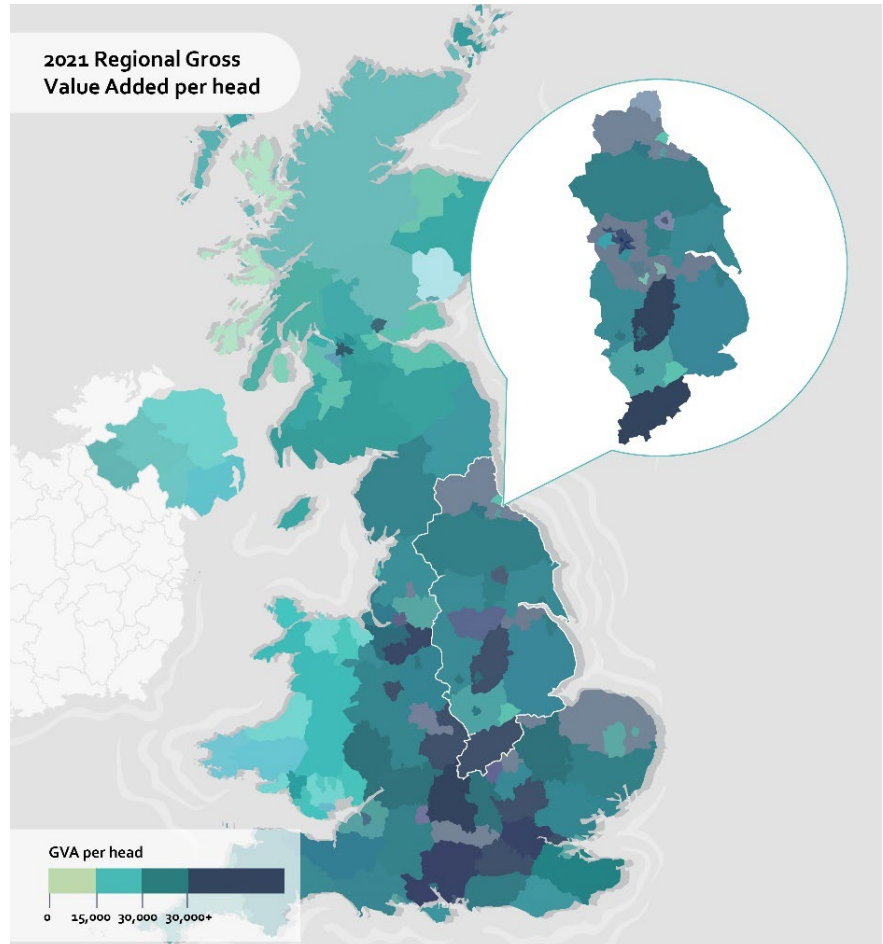 2021 Regional Gross
Value Added per head
GVA per head
0 15,000 30,000 30,000+